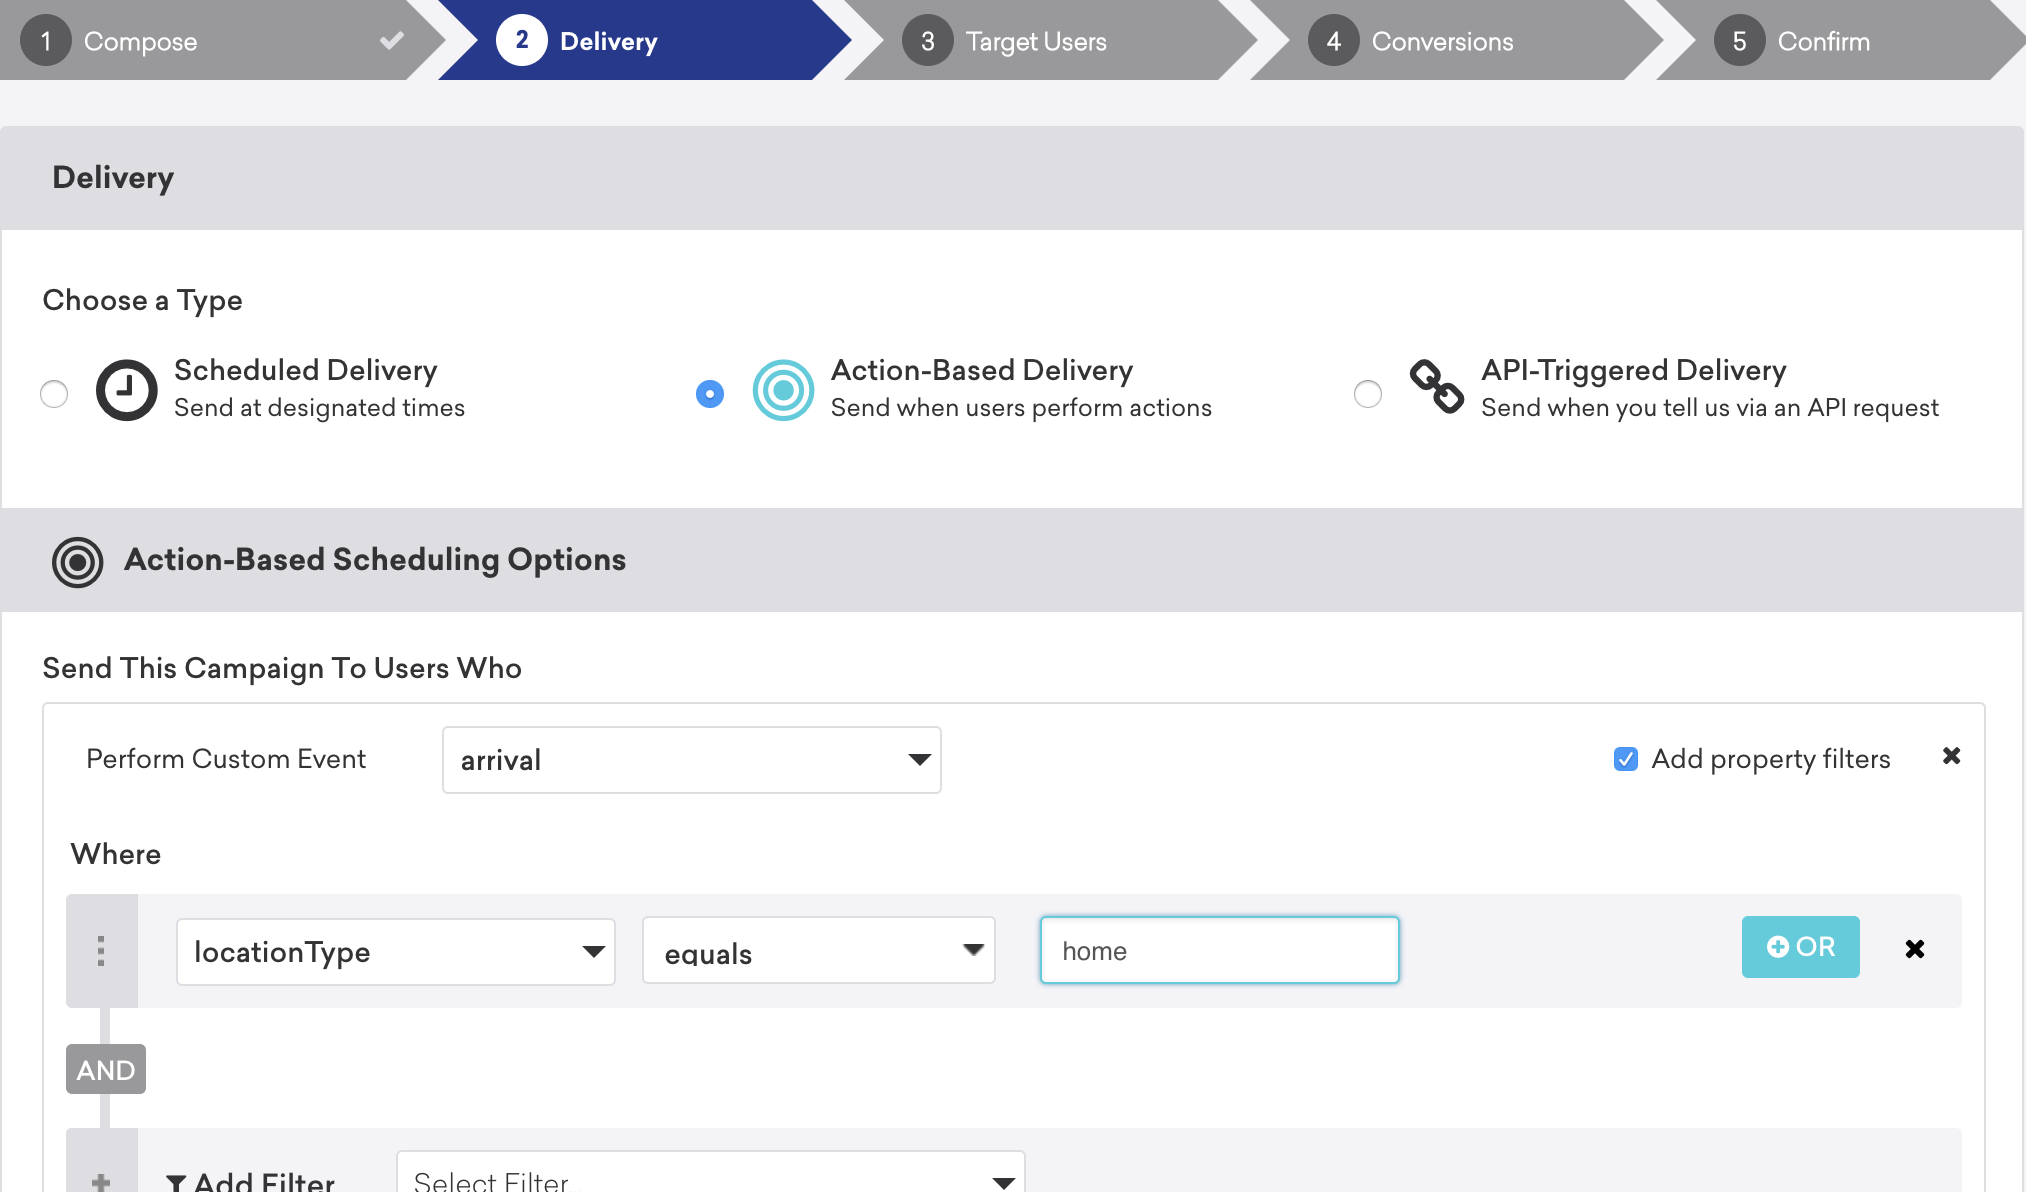 1 Compose 2 Delivery 3 Target Users 4 Conversions 5 Confirm
Delivery
Choose a Type
Scheduled Delivery
Send at designated times
Action-Based Delivery
Send when users perform actions
API-Triggered Delivery
Send when you tell us via an API request
Action-Based Scheduling Options
Send This Campaign To Users Who
Perform Custom Event arrival Add property filters
Where
locationType equals home OR
AND
Add Filter Select Filter...